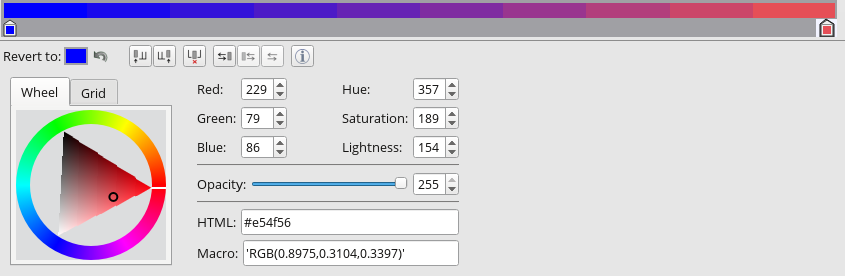 Revert to:
Wheel Grid
Red: 229 Hue: 357
Green: 79 Saturation: 189
Blue: 86 Lightness: 154
Opacity: 255
HTML: #e54f56
Macro: 'RGB(0.8975,0.3104,0.3397)'